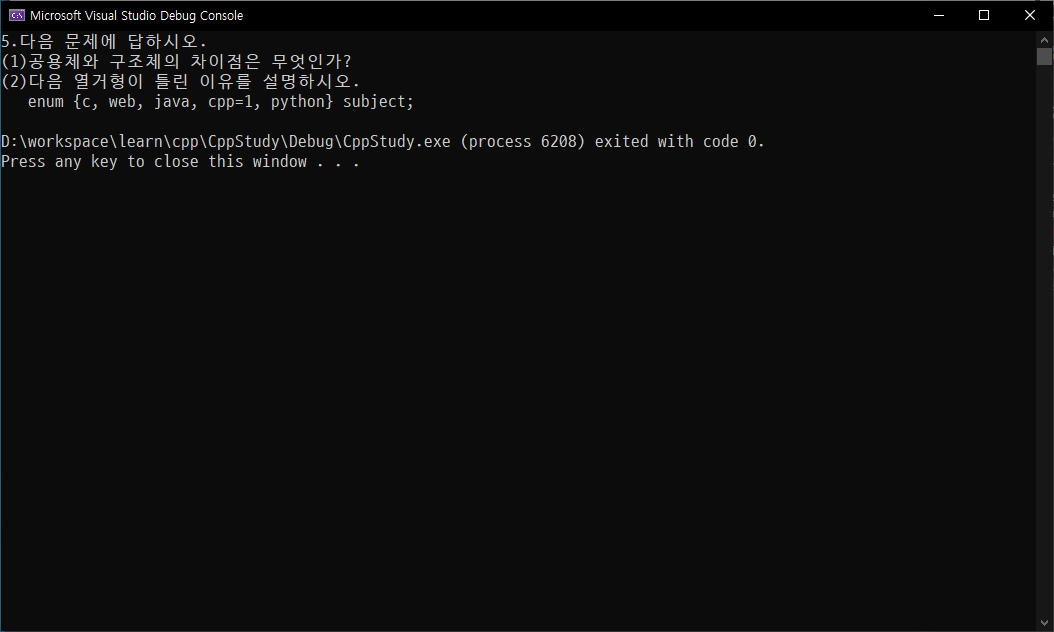 Microsoft Visual Studio Debug Console
5.다음 문제에 답하시오.
(1)공용체와 구조체의 차이점은 무엇인가?
(2)다음 열거형이 틀린 이유를 설명하시오.
enum {c, web, java, cpp=1, python} subject;
D:\workspace\learn\cpp\CppStudy\Debug\CppStudy.exe (process 6208) exited with code 0.
Press any key to close this window . . .